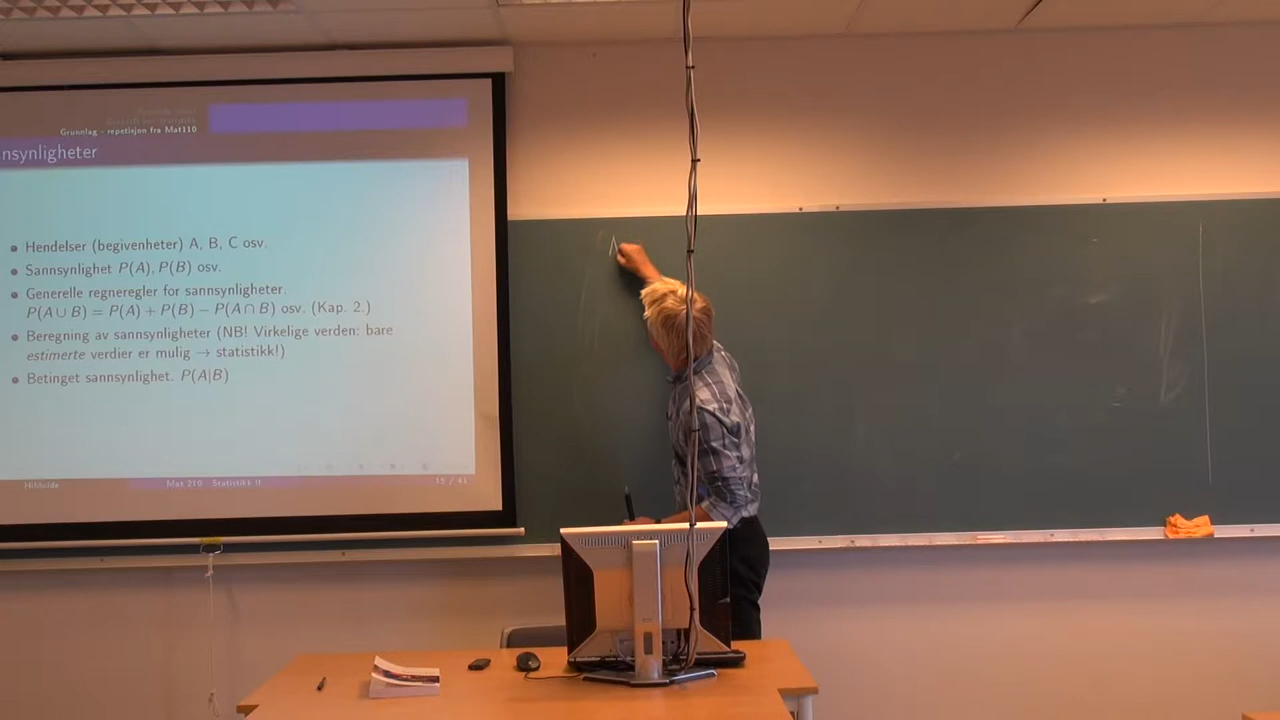 Grunnlag - repetisjon fra Mat110
nsynligheter
Hendelser (begivenheter) A, B, C osv.
Sannsynlighet P(A), P(B) osv.
Generelle regneregler for sannsynligheter.
P(A ∪ B) = P(A) + P(B) − P(A ∩ B) osv. (Kap. 2.)
Beregning av sannsynligheter (NB! Virkelige verden: bare
estimerte verdier er mulig → statistikk!)
Betinget sannsynlighet. P(A|B)
HiMolde Mat 210 Statistikk II 15 / 41